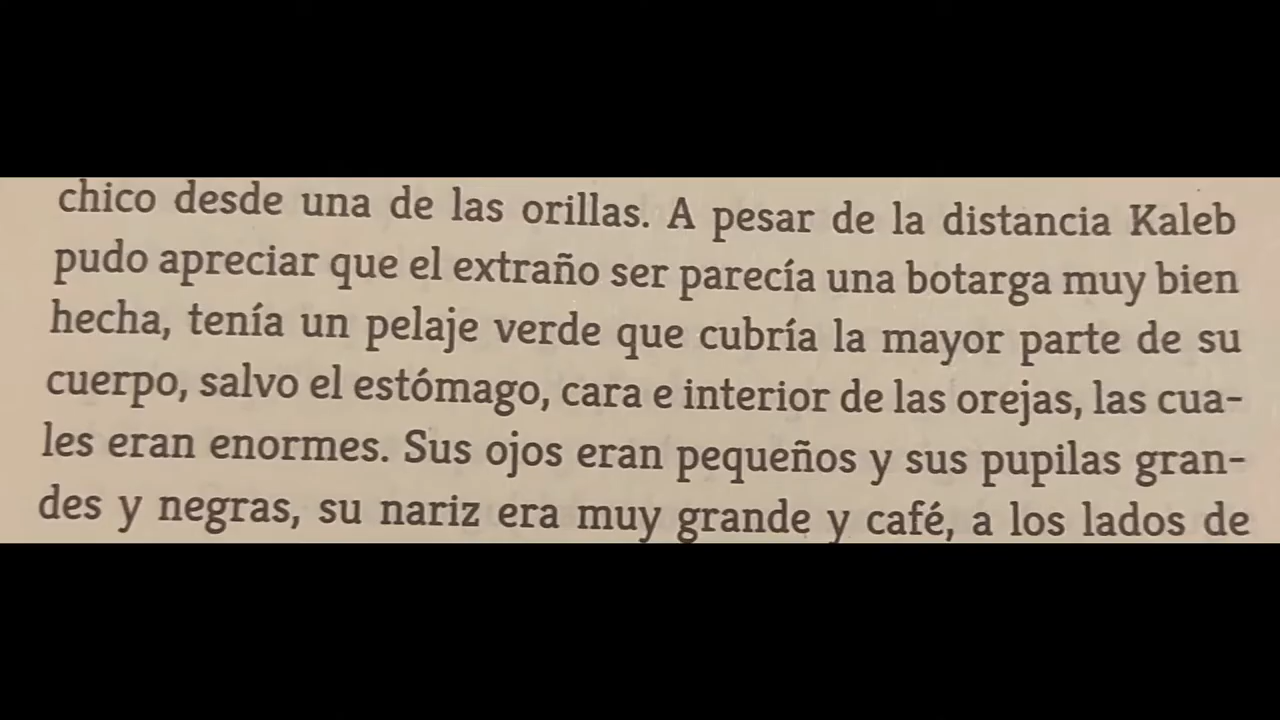 chico desde una de las orillas. A pesar de la distancia Kaleb
pudo apreciar que el extraño ser parecía una botarga muy bien
hecha, tenía un pelaje verde que cubría la mayor parte de su
cuerpo, salvo el estómago, cara e interior de las orejas, las cua-
les eran enormes. Sus ojos eran pequeños y sus pupilas gran-
des y negras, su nariz era muy grande y café, a los lados de